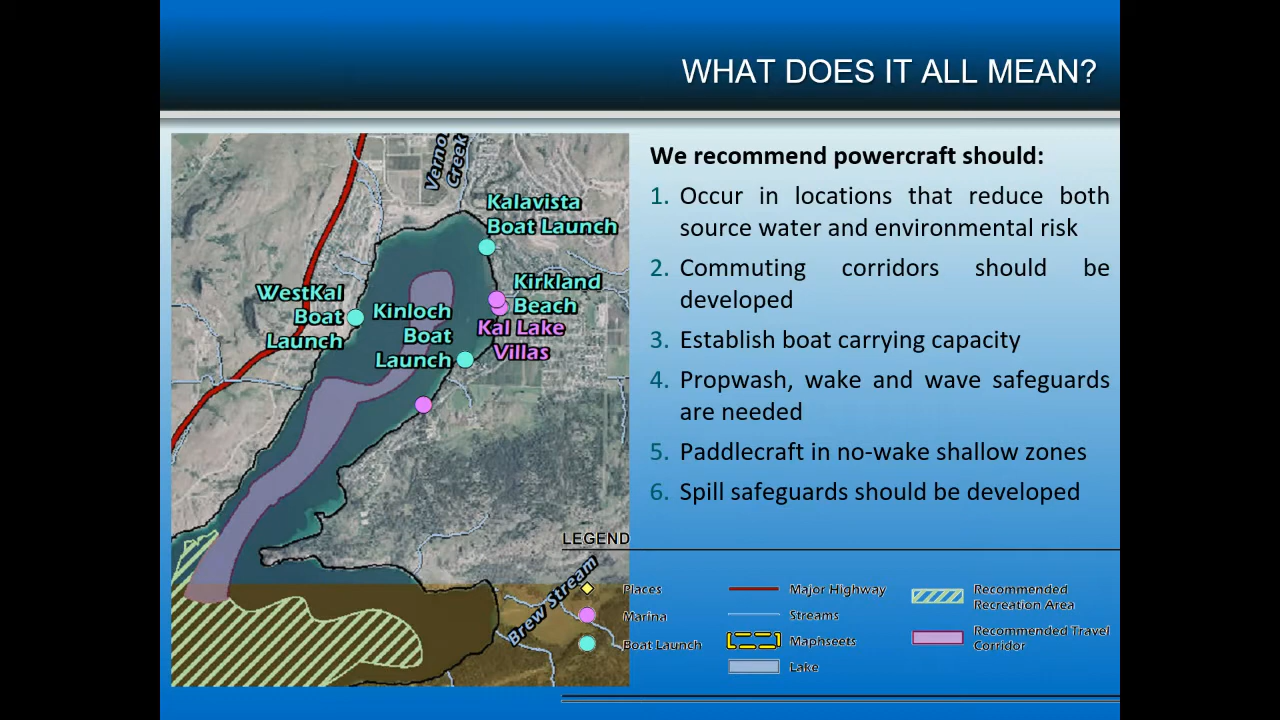 WHAT DOES IT ALL MEAN?
Verno
Creek
Kalavista
Boat Launch
Kirkland
Beach
WestKal
Boat
Launch
Kinloch
Boat
Launch
Kal Lake
Villas
Brew Stream
We recommend powercraft should:
1. Occur in locations that reduce both
source water and environmental risk
2. Commuting corridors should be
developed
3. Establish boat carrying capacity
4. Propwash, wake and wave safeguards
are needed
5. Paddlecraft in no-wake shallow zones
6. Spill safeguards should be developed
LEGEND
Places
Marina
Boat Launch
Major Highway
Streams
Maphseets
Lake
Recommended
Recreation Area
Recommended Travel
Corridor